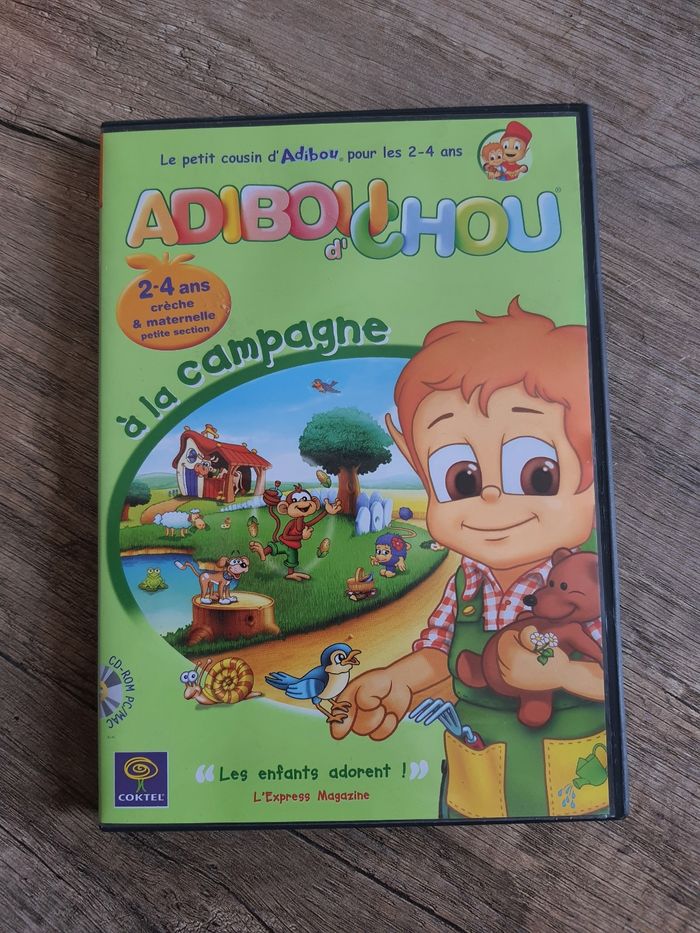 Le petit cousin d'Adibou® pour les 2-4 ans
ADIBOU d'CHOU®
2-4 ans
crèche
& maternelle
petite section
à la campagne
CD-ROM PC/MAC
COKTEL
“Les enfants adorent !”
L'Express Magazine